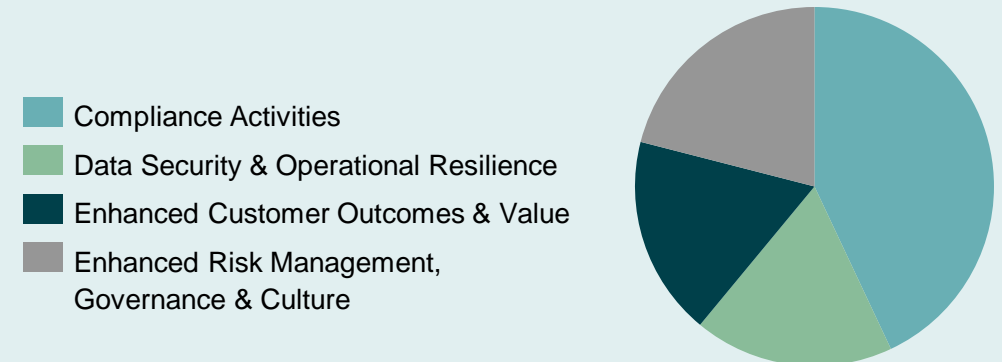 Compliance Activities
Data Security & Operational Resilience
Enhanced Customer Outcomes & Value
Enhanced Risk Management,
Governance & Culture